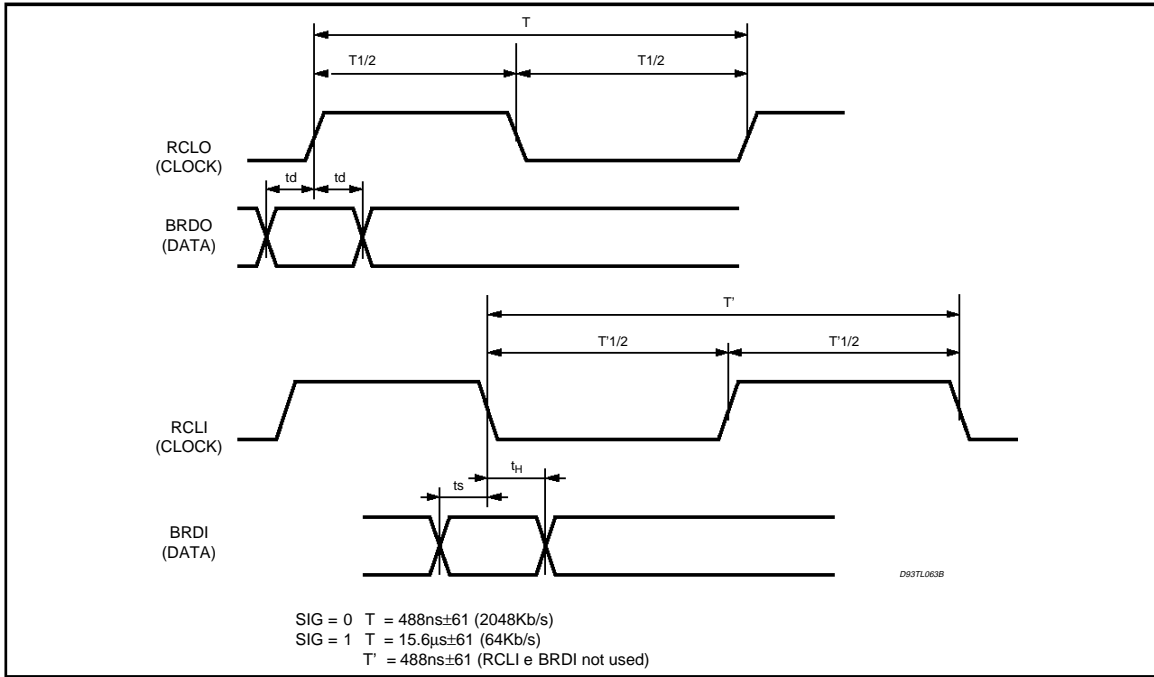 T
T1/2 T1/2
RCLO
(CLOCK)
td td
BRDO
(DATA)
T'
T'1/2 T'1/2
RCLI
(CLOCK)
tH
ts
BRDI
(DATA)
D93TL063B
SIG = 0 T = 488ns±61 (2048Kb/s)
SIG = 1 T = 15.6µs±61 (64Kb/s)
T' = 488ns±61 (RCLI e BRDI not used)